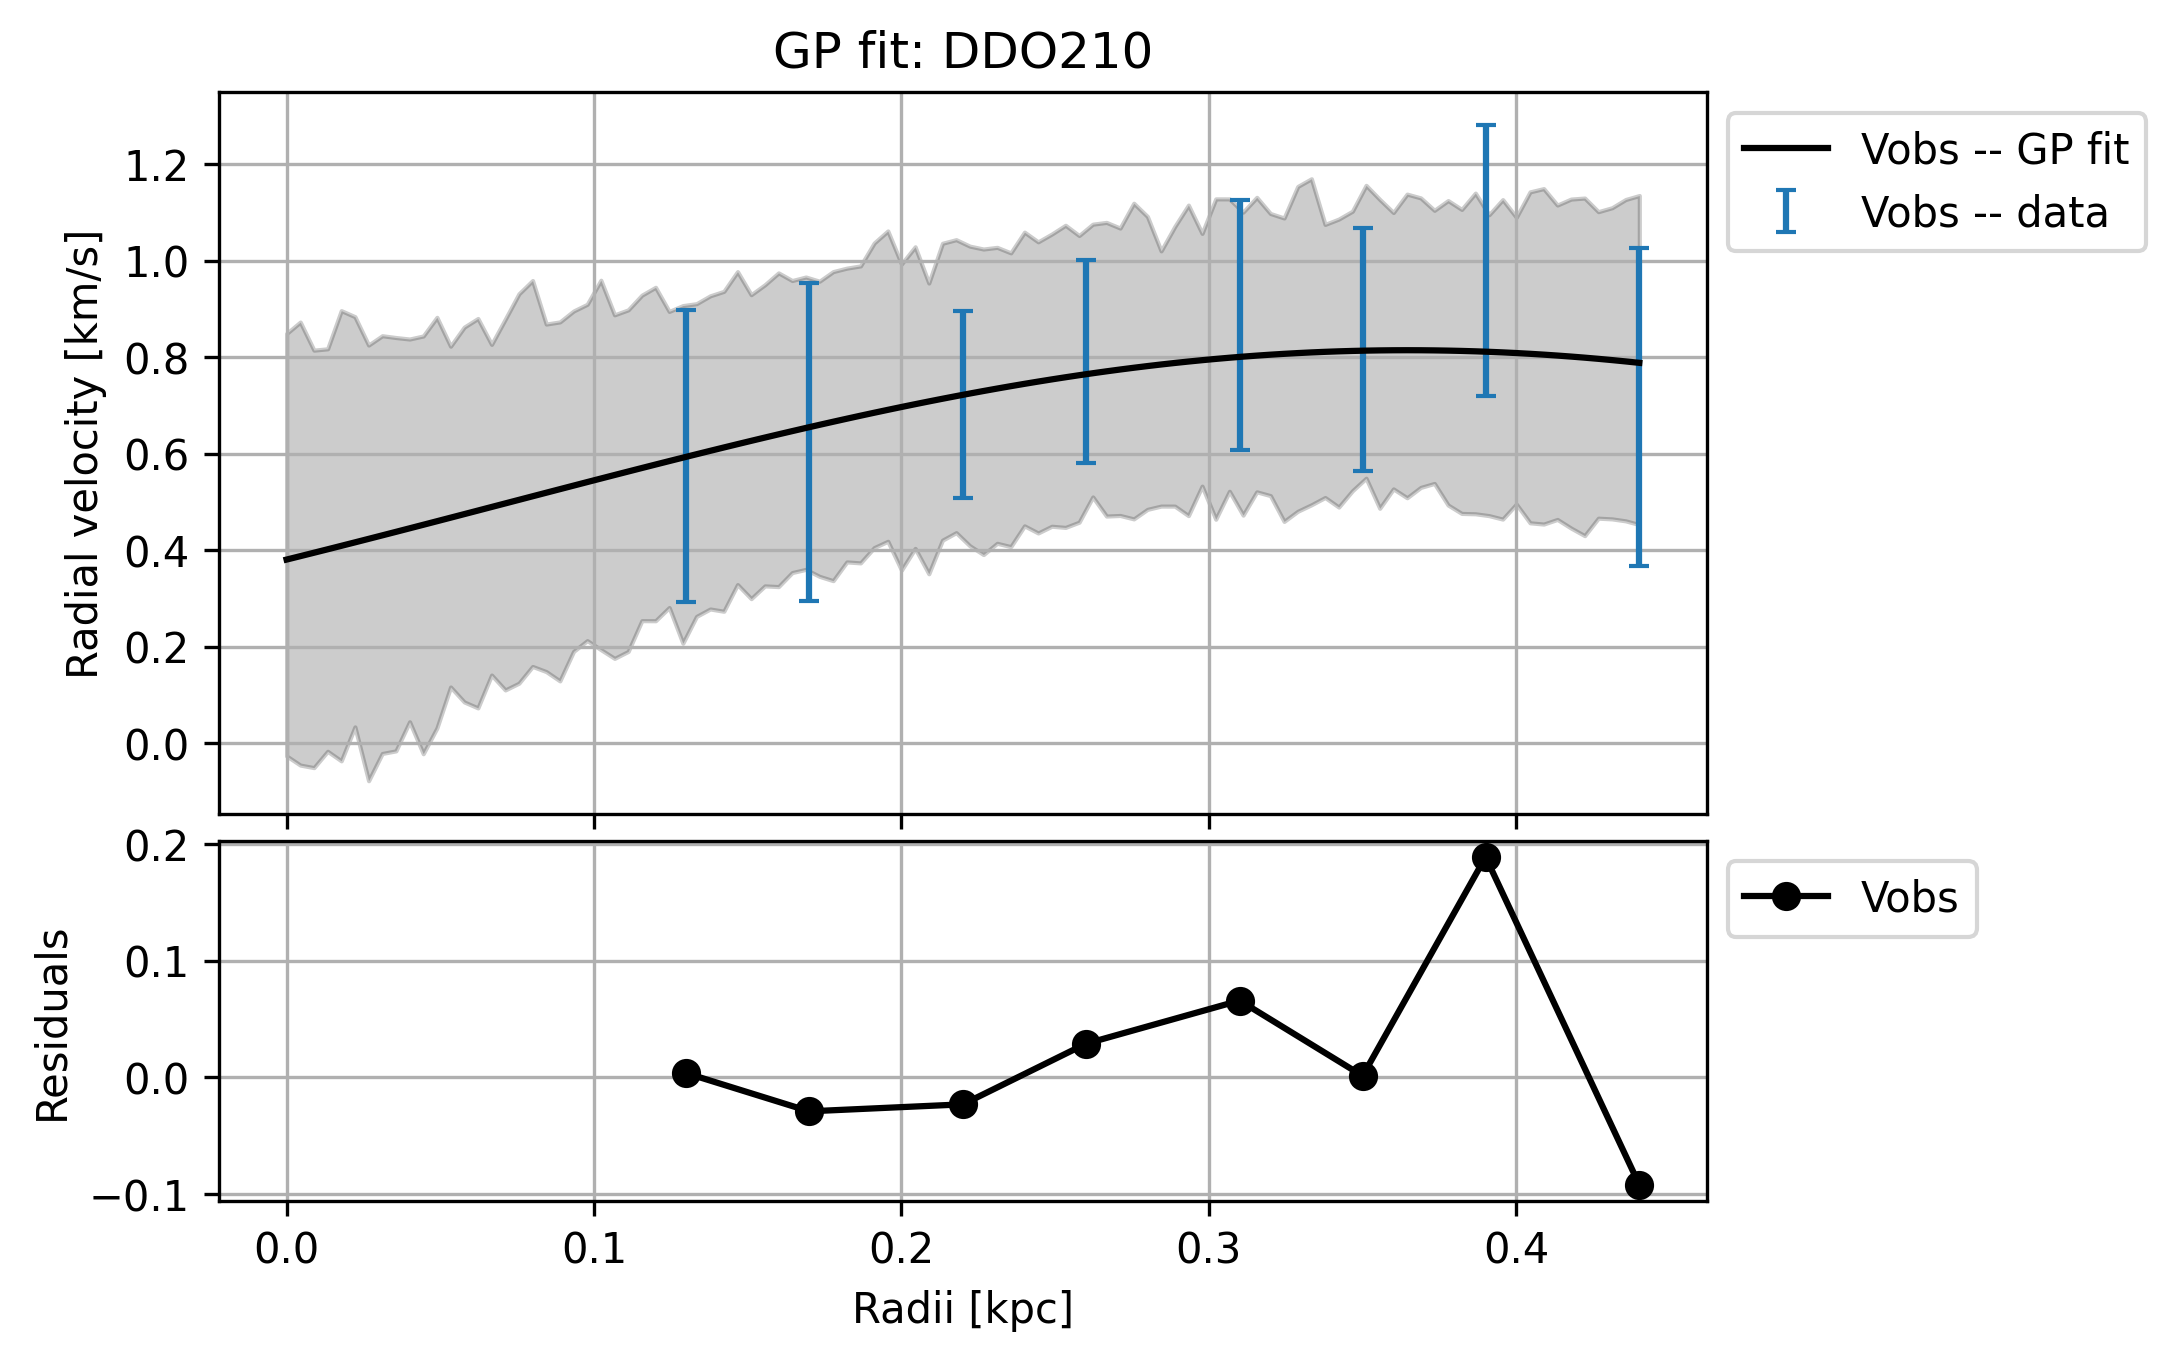 GP fit: DDO210
Radial velocity [km/s]
1.2
1.0
0.8
0.6
0.4
0.2
0.0
Vobs -- GP fit
Vobs -- data
Residuals
0.2
0.1
0.0
−0.1
Vobs
0.0 0.1 0.2 0.3 0.4
Radii [kpc]